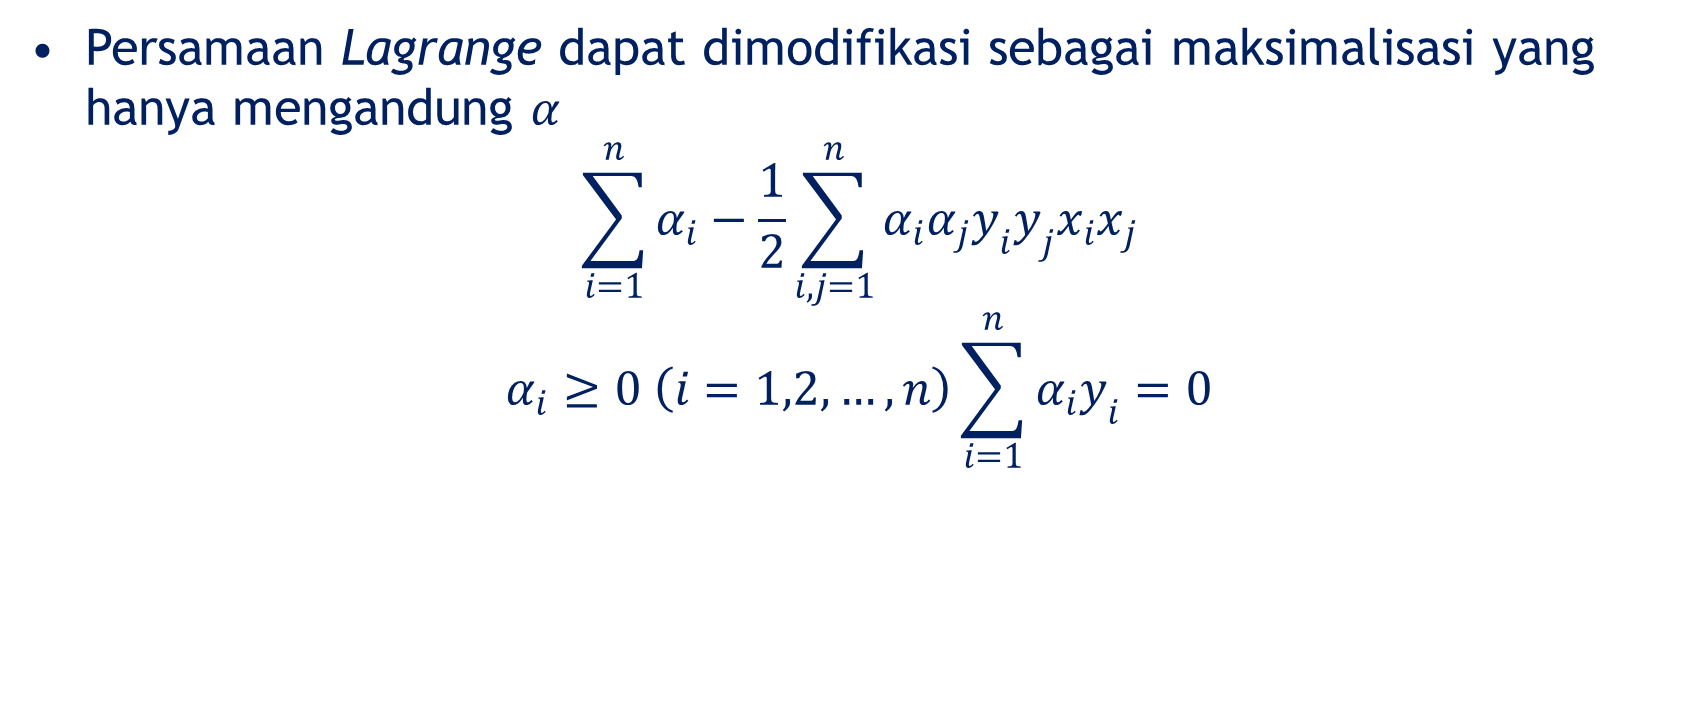 • Persamaan Lagrange dapat dimodifikasi sebagai maksimalisasi yang
hanya mengandung α
∑_{i=1}^{n} α_i − 1/2 ∑_{i,j=1}^{n} α_i α_j y_i y_j x_i x_j
α_i ≥ 0 (i = 1,2, … , n) ∑_{i=1}^{n} α_i y_i = 0